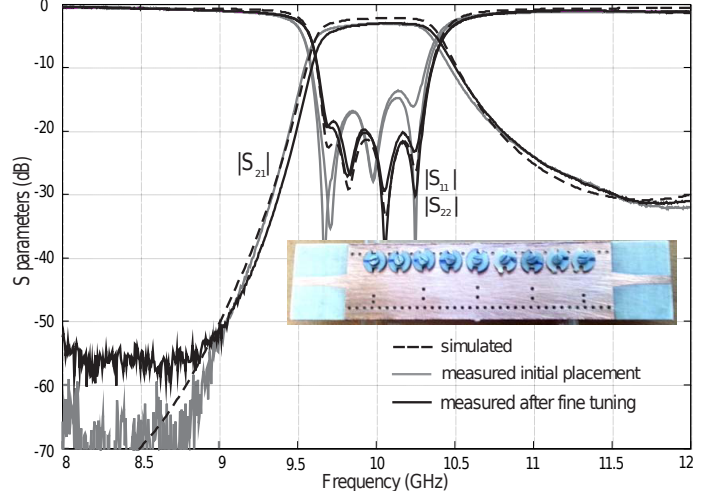 0
-10
-20
-30
-40
-50
-60
-70
S parameters (dB)
|S21|
|S11|
|S22|
simulated
measured initial placement
measured after fine tuning
8 8.5 9 9.5 10 10.5 11 11.5 12
Frequency (GHz)